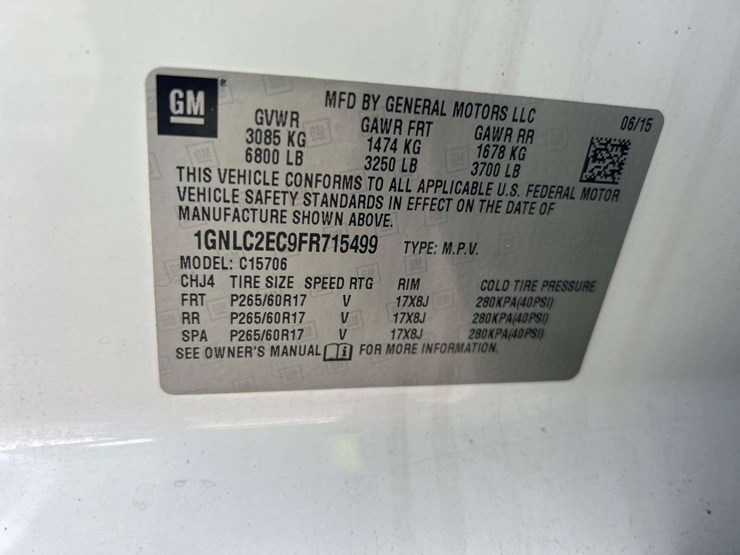 GM
MFD BY GENERAL MOTORS LLC 06/15
GVWR GAWR FRT GAWR RR
3085 KG 1474 KG 1678 KG
6800 LB 3250 LB 3700 LB
THIS VEHICLE CONFORMS TO ALL APPLICABLE U.S. FEDERAL MOTOR
VEHICLE SAFETY STANDARDS IN EFFECT ON THE DATE OF
MANUFACTURE SHOWN ABOVE.
1GNLC2EC9FR715499 TYPE: M.P.V.
MODEL: C15706
CHJ4 TIRE SIZE SPEED RTG RIM COLD TIRE PRESSURE
FRT P265/60R17 V 17X8J 280KPA(40PSI)
RR P265/60R17 V 17X8J 280KPA(40PSI)
SPA P265/60R17 V 17X8J 280KPA(40PSI)
SEE OWNER'S MANUAL FOR MORE INFORMATION.